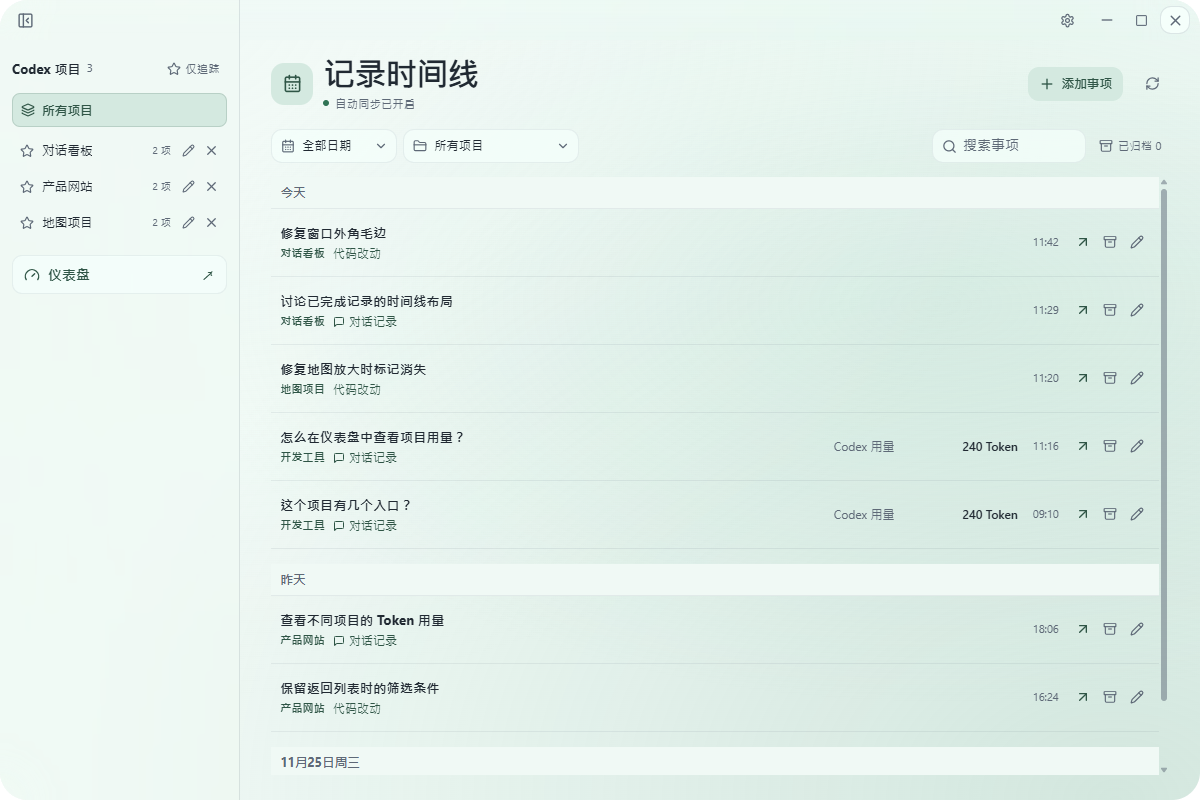 Codex 项目 3 仅追踪
所有项目
对话看板 2 项
产品网站 2 项
地图项目 2 项
仪表盘
记录时间线
自动同步已开启
添加事项
全部日期 所有项目 搜索事项 已归档 0
今天
修复窗口外角毛边
对话看板 代码改动 11:42
讨论已完成记录的时间线布局
对话看板 对话记录 11:29
修复地图放大时标记消失
地图项目 代码改动 11:20
怎么在仪表盘中查看项目用量？
开发工具 对话记录 Codex 用量 240 Token 11:16
这个项目有几个入口？
开发工具 对话记录 Codex 用量 240 Token 09:10
昨天
查看不同项目的 Token 用量
产品网站 对话记录 18:06
保留返回列表时的筛选条件
产品网站 代码改动 16:24
11月25日周三